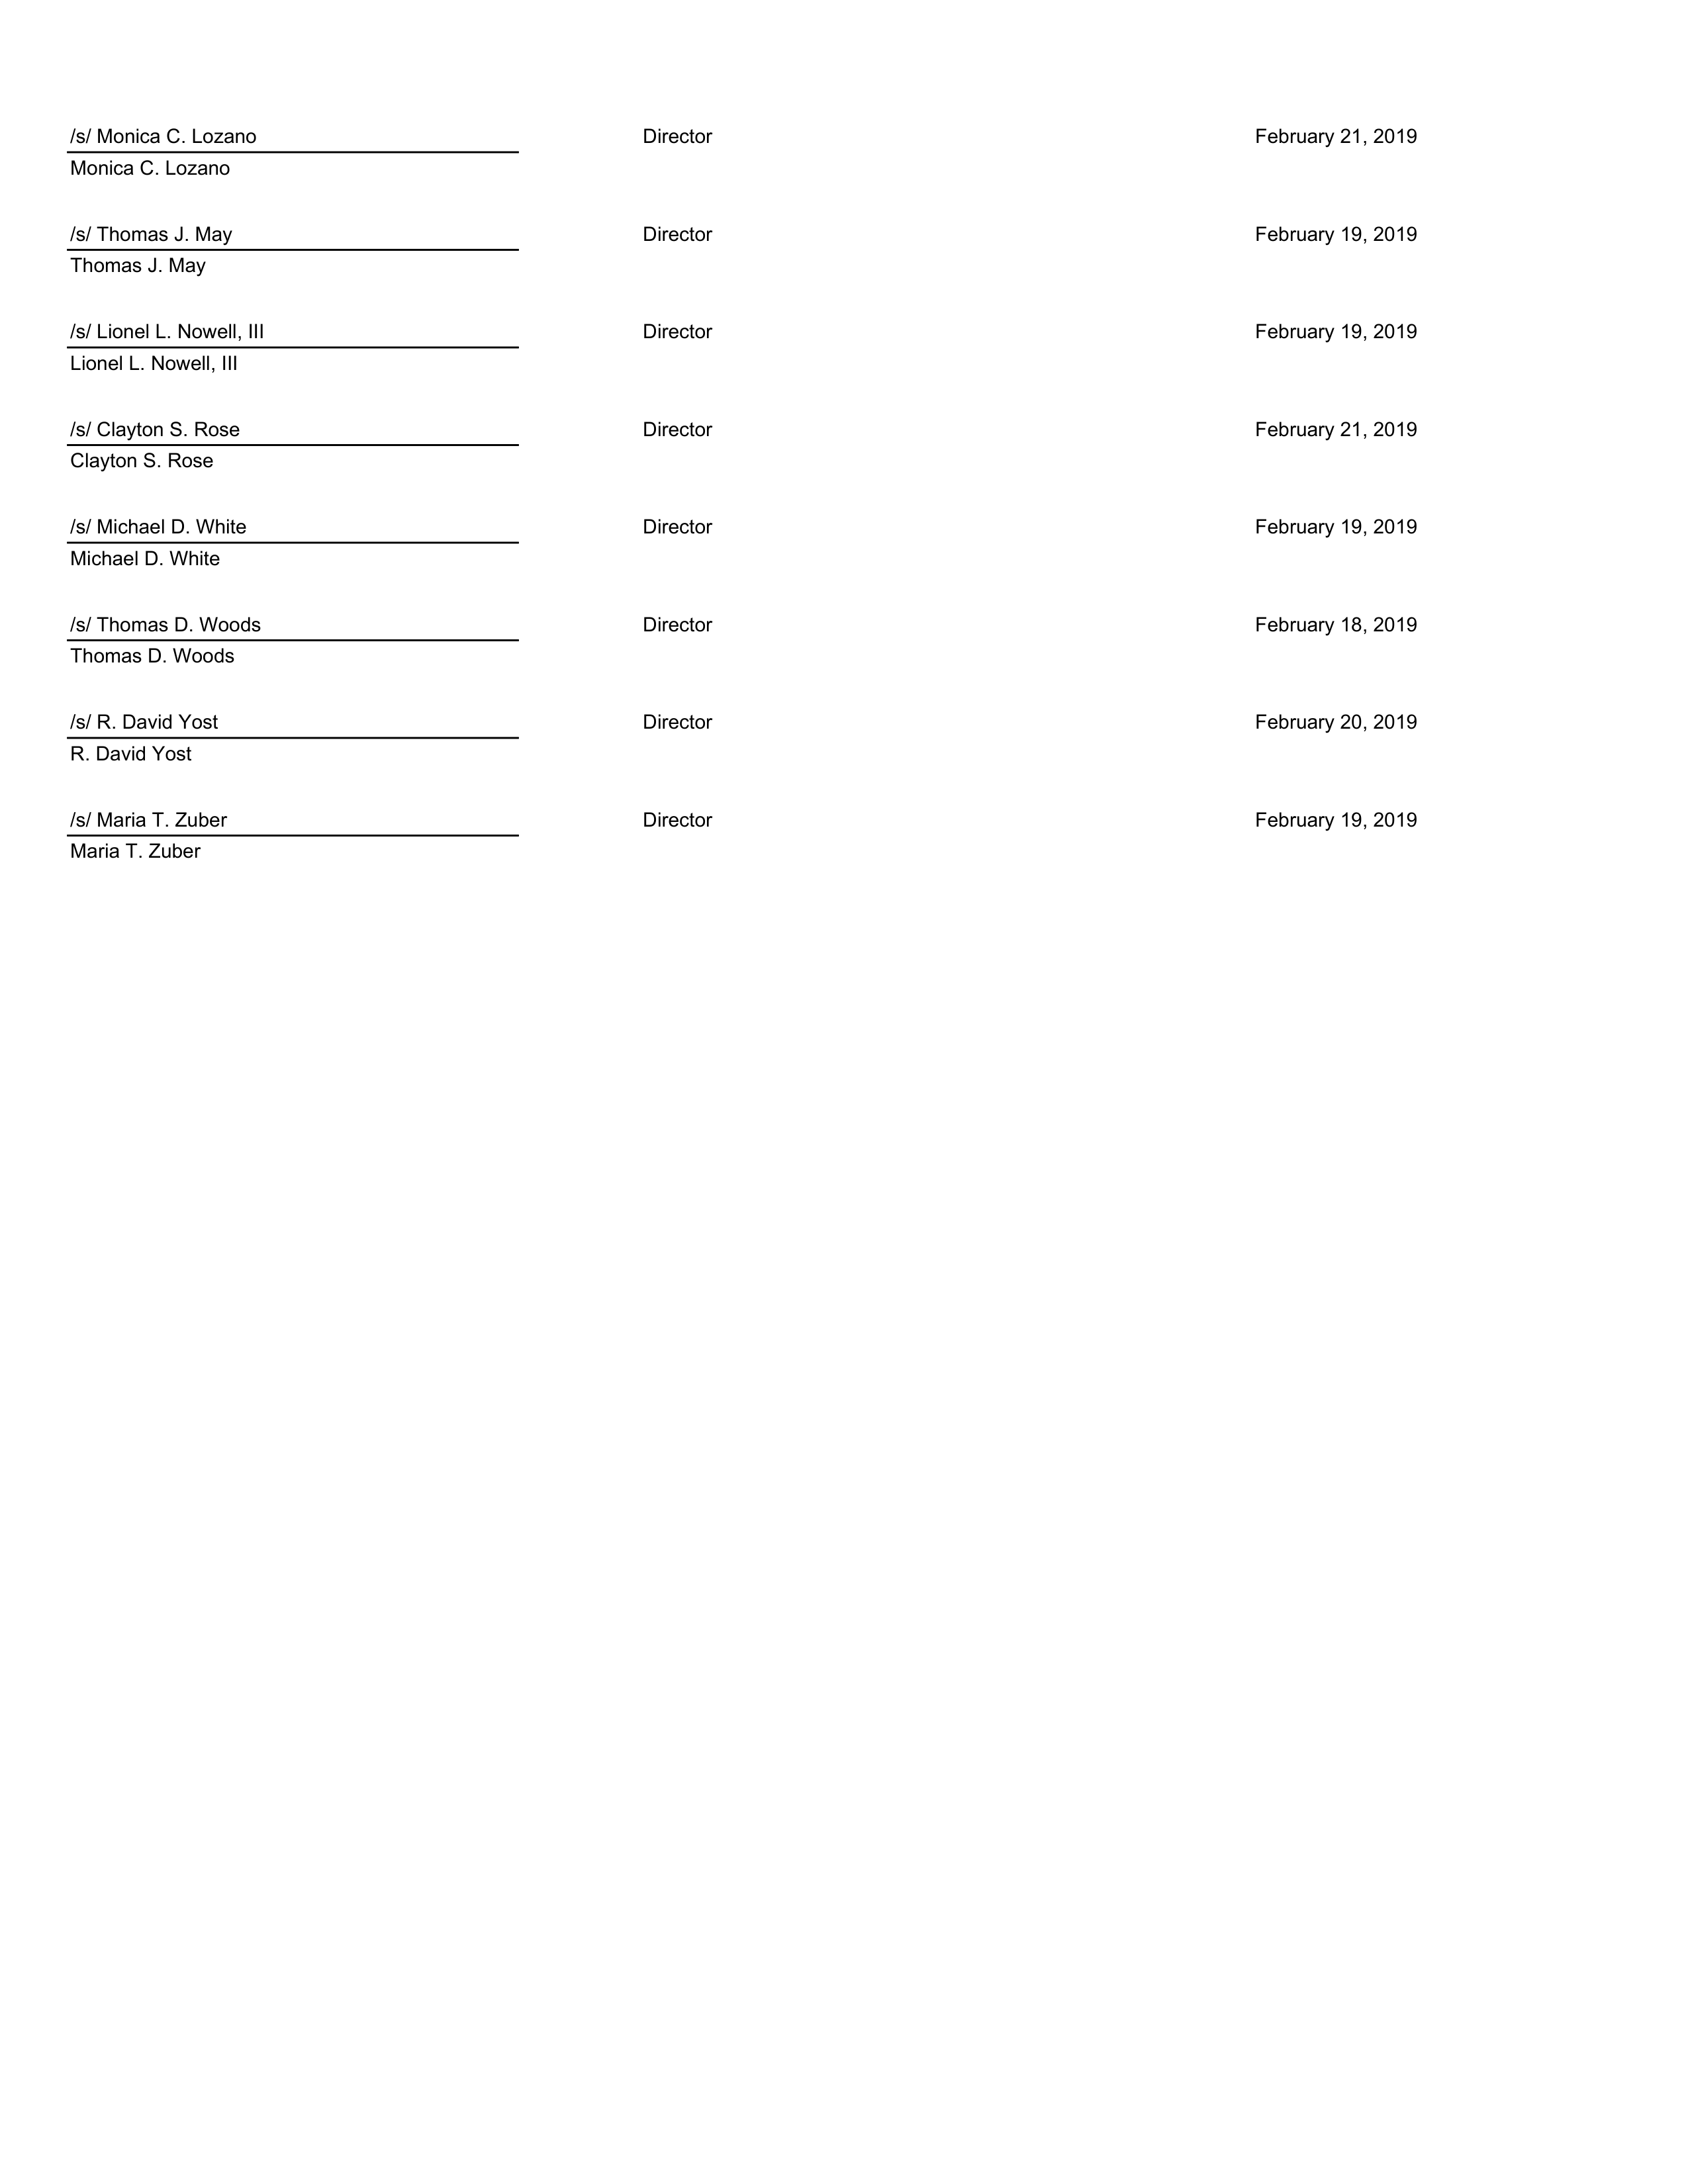 /s/ Monica C. Lozano Director February 21, 2019
Monica C. Lozano
/s/ Thomas J. May Director February 19, 2019
Thomas J. May
/s/ Lionel L. Nowell, III Director February 19, 2019
Lionel L. Nowell, III
/s/ Clayton S. Rose Director February 21, 2019
Clayton S. Rose
/s/ Michael D. White Director February 19, 2019
Michael D. White
/s/ Thomas D. Woods Director February 18, 2019
Thomas D. Woods
/s/ R. David Yost Director February 20, 2019
R. David Yost
/s/ Maria T. Zuber Director February 19, 2019
Maria T. Zuber